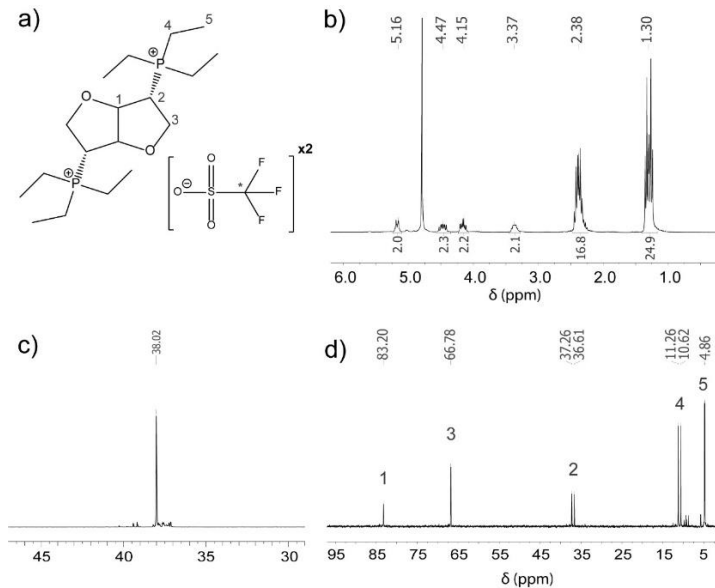 a)
4 5
P ⊕
O 1 2
3
O
P ⊕
O
⊖ O S * F
F
O F
x2
b)
5.16 4.47 4.15 3.37 2.38 1.30
2.0 2.3 2.2 2.1 16.8 24.9
6.0 5.0 4.0 3.0 2.0 1.0
δ (ppm)
c)
38.02
45 40 35 30
d)
83.20 66.78 37.26 36.61 11.26 10.62 4.86
1 3 2 4 5
95 85 75 65 55 45 35 25 15 5
δ (ppm)